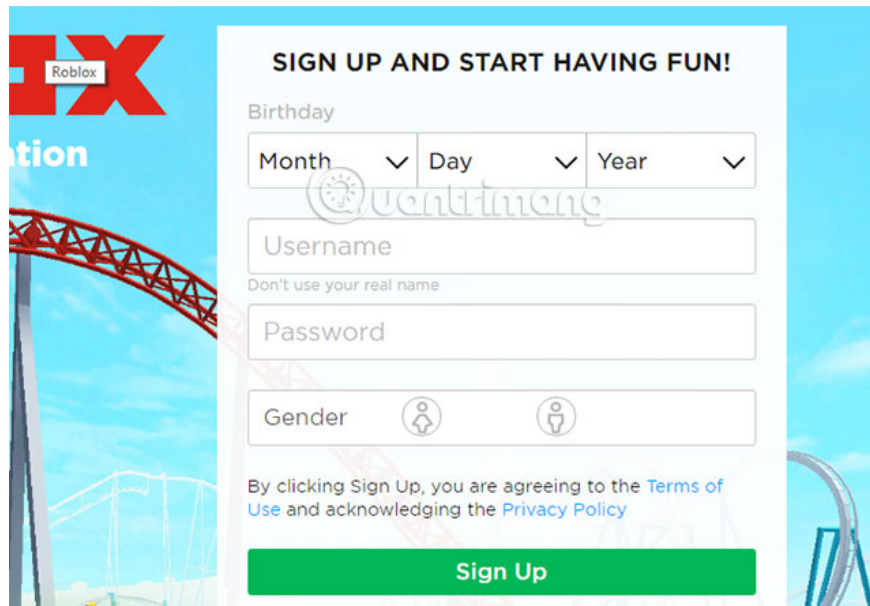 Roblox
ation
SIGN UP AND START HAVING FUN!
Birthday
Month Day Year
Quantrimang
Username
Don't use your real name
Password
Gender
By clicking Sign Up, you are agreeing to the Terms of
Use and acknowledging the Privacy Policy
Sign Up